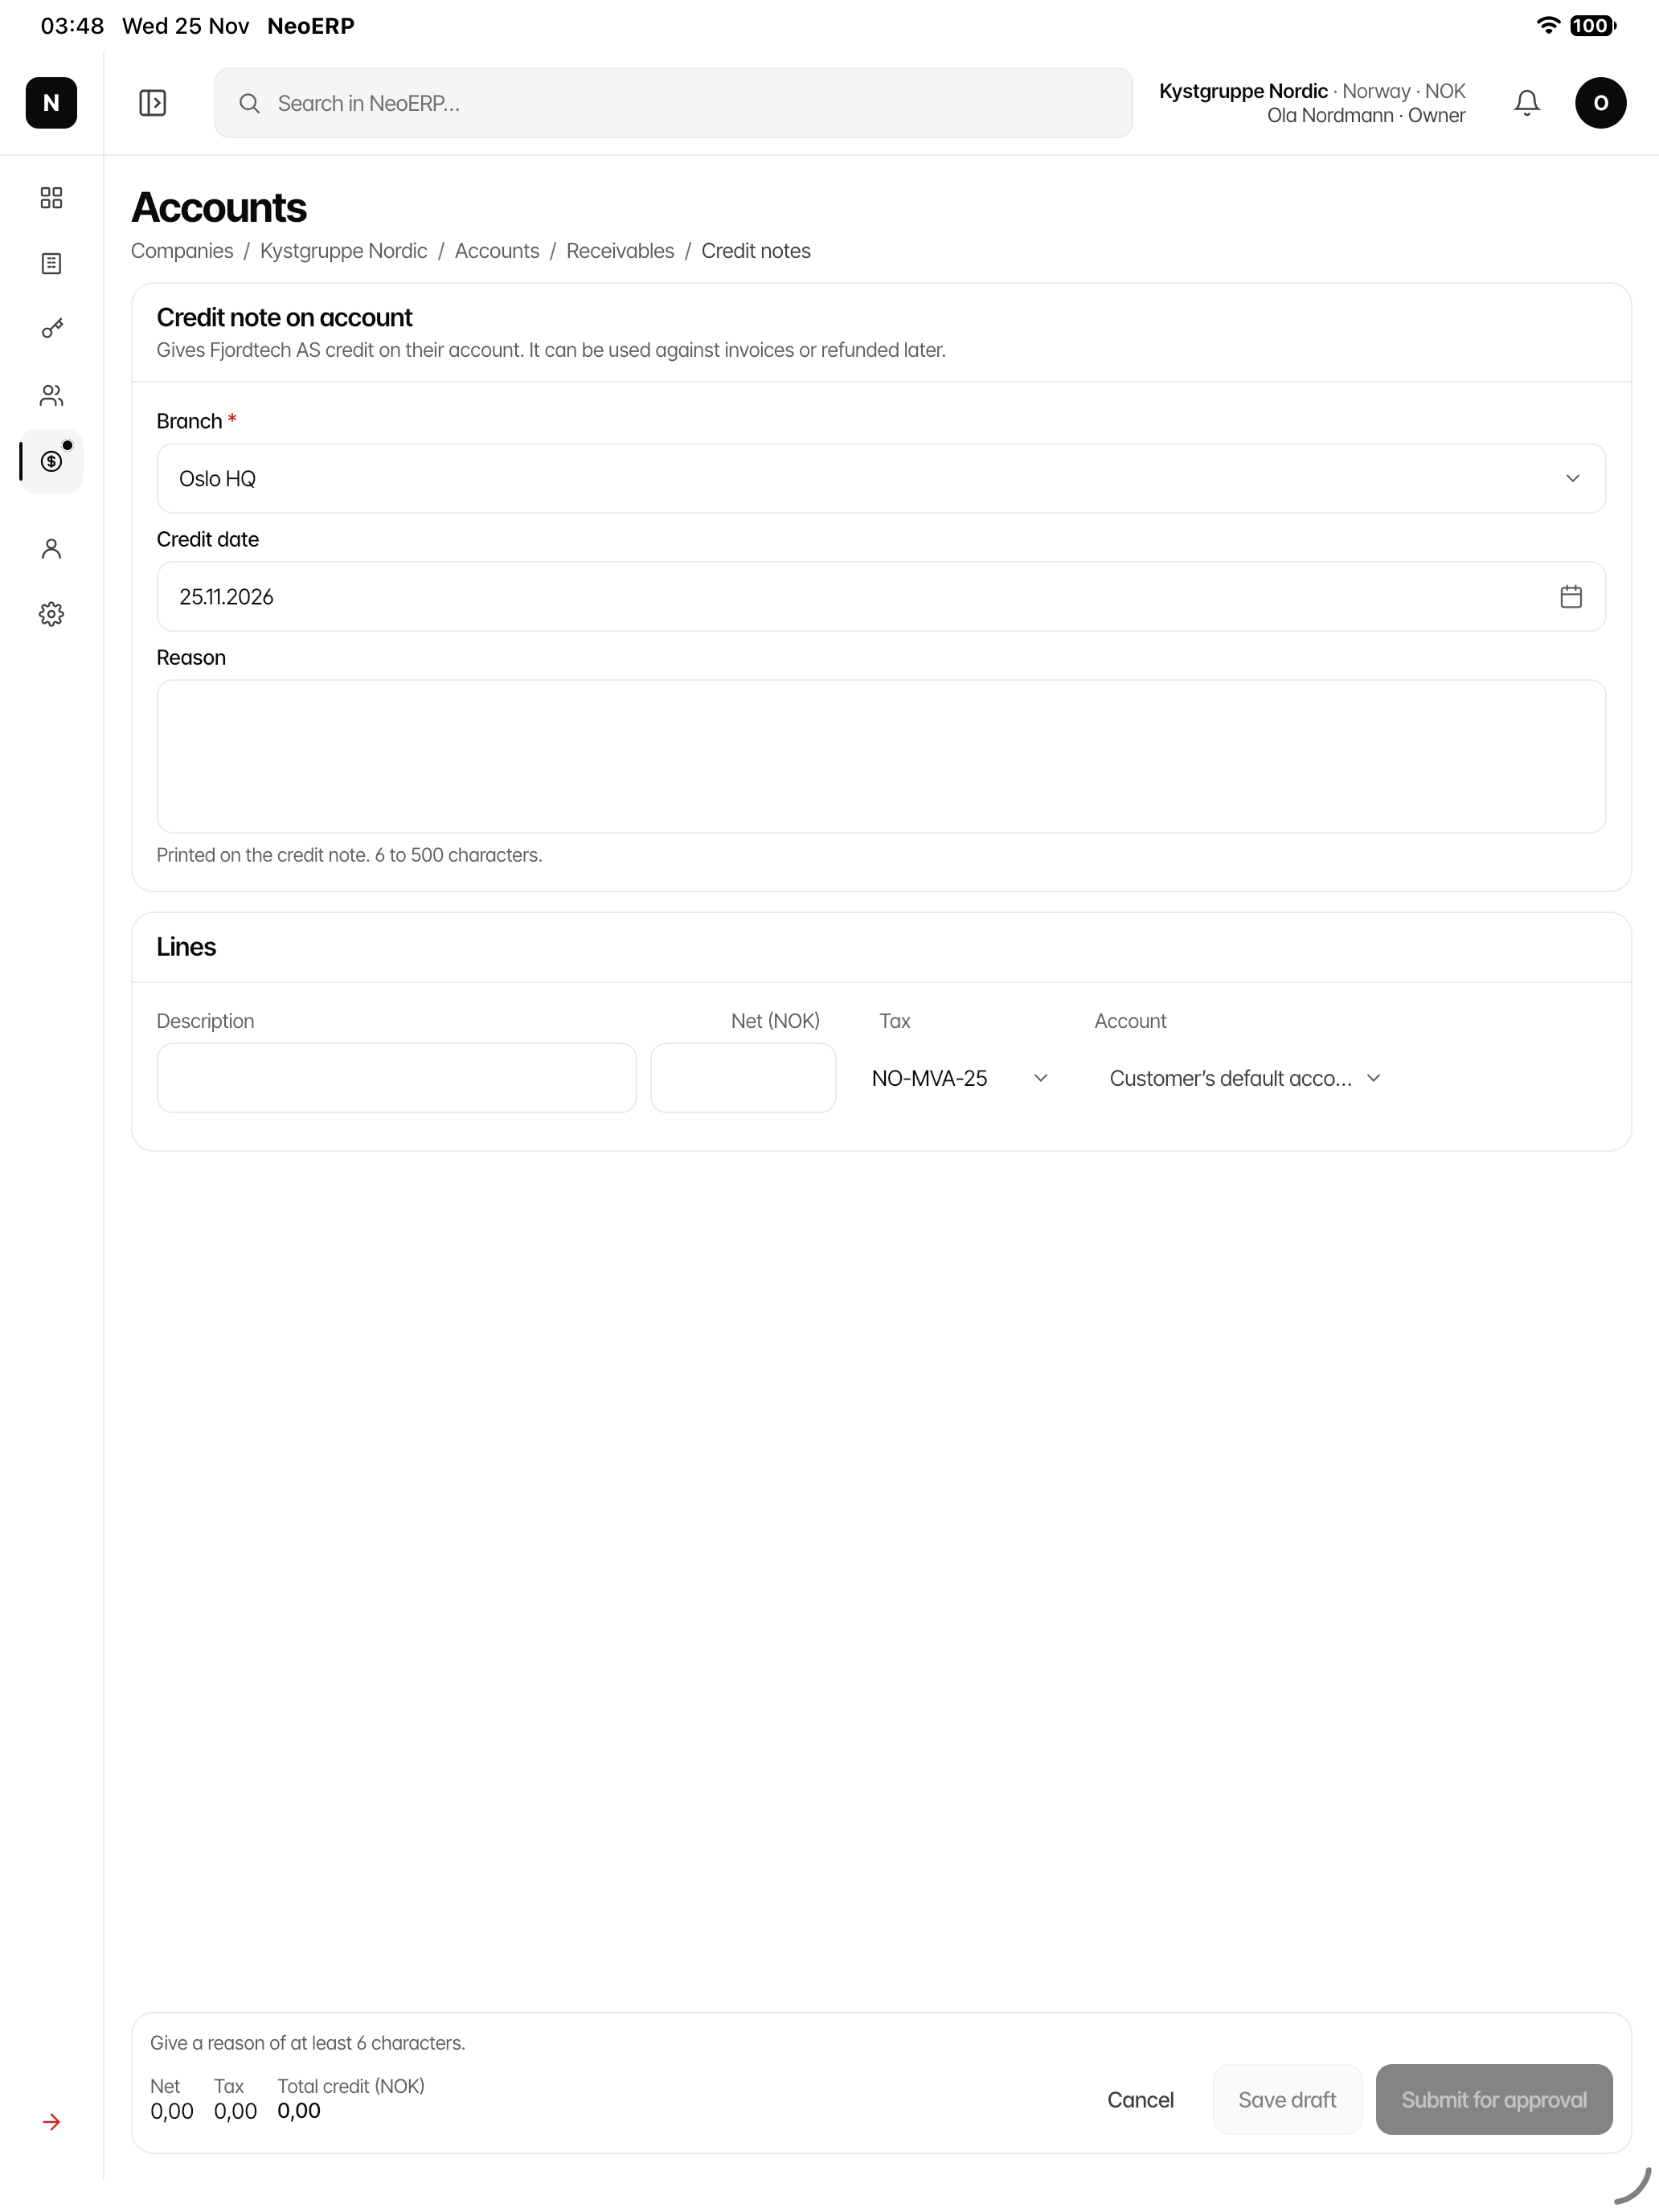 03:48 Wed 25 Nov NeoERP
100
N
Search in NeoERP...
Kystgruppe Nordic · Norway · NOK
Ola Nordmann · Owner
O
Accounts
Companies / Kystgruppe Nordic / Accounts / Receivables / Credit notes
Credit note on account
Gives Fjordtech AS credit on their account. It can be used against invoices or refunded later.
Branch *
Oslo HQ
Credit date
25.11.2026
Reason
Printed on the credit note. 6 to 500 characters.
Lines
Description Net (NOK) Tax Account
NO-MVA-25 Customer's default acco...
Give a reason of at least 6 characters.
Net Tax Total credit (NOK)
0,00 0,00 0,00
Cancel Save draft Submit for approval